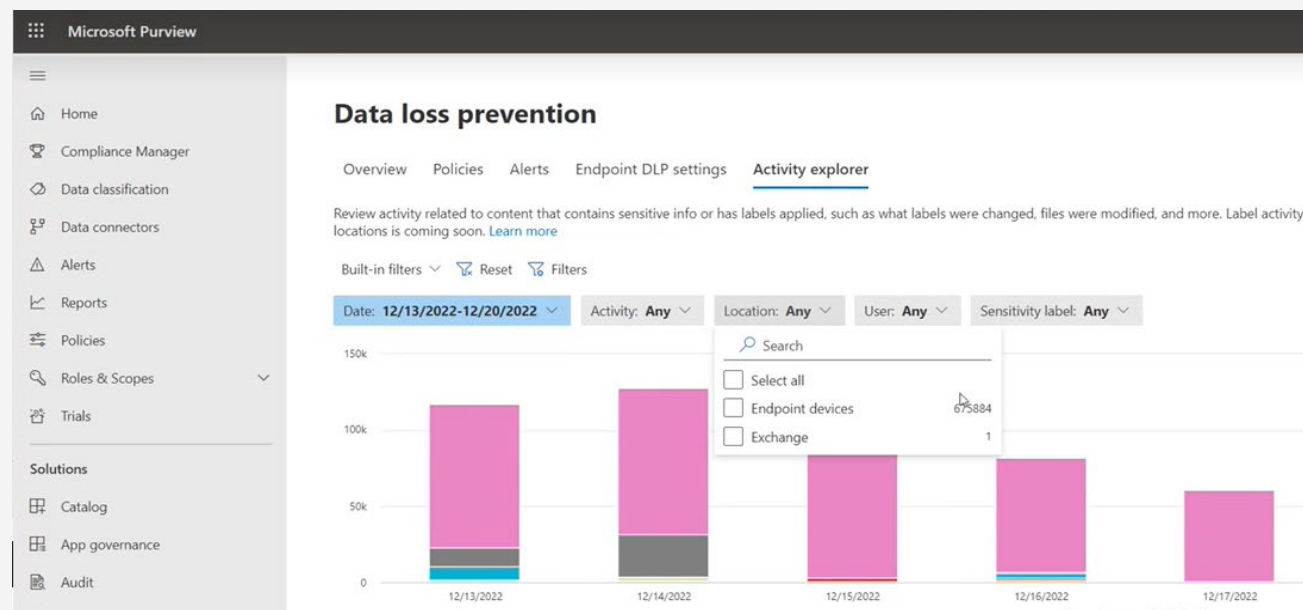 Microsoft Purview
Home
Compliance Manager
Data classification
Data connectors
Alerts
Reports
Policies
Roles & Scopes
Trials
Solutions
Catalog
App governance
Audit
Data loss prevention
Overview Policies Alerts Endpoint DLP settings Activity explorer
Review activity related to content that contains sensitive info or has labels applied, such as what labels were changed, files were modified, and more. Label activity
locations is coming soon. Learn more
Built-in filters Reset Filters
Date: 12/13/2022-12/20/2022 Activity: Any Location: Any User: Any Sensitivity label: Any
Search
Select all
Endpoint devices 675884
Exchange 1
150k
100k
50k
0
12/13/2022 12/14/2022 12/15/2022 12/16/2022 12/17/2022